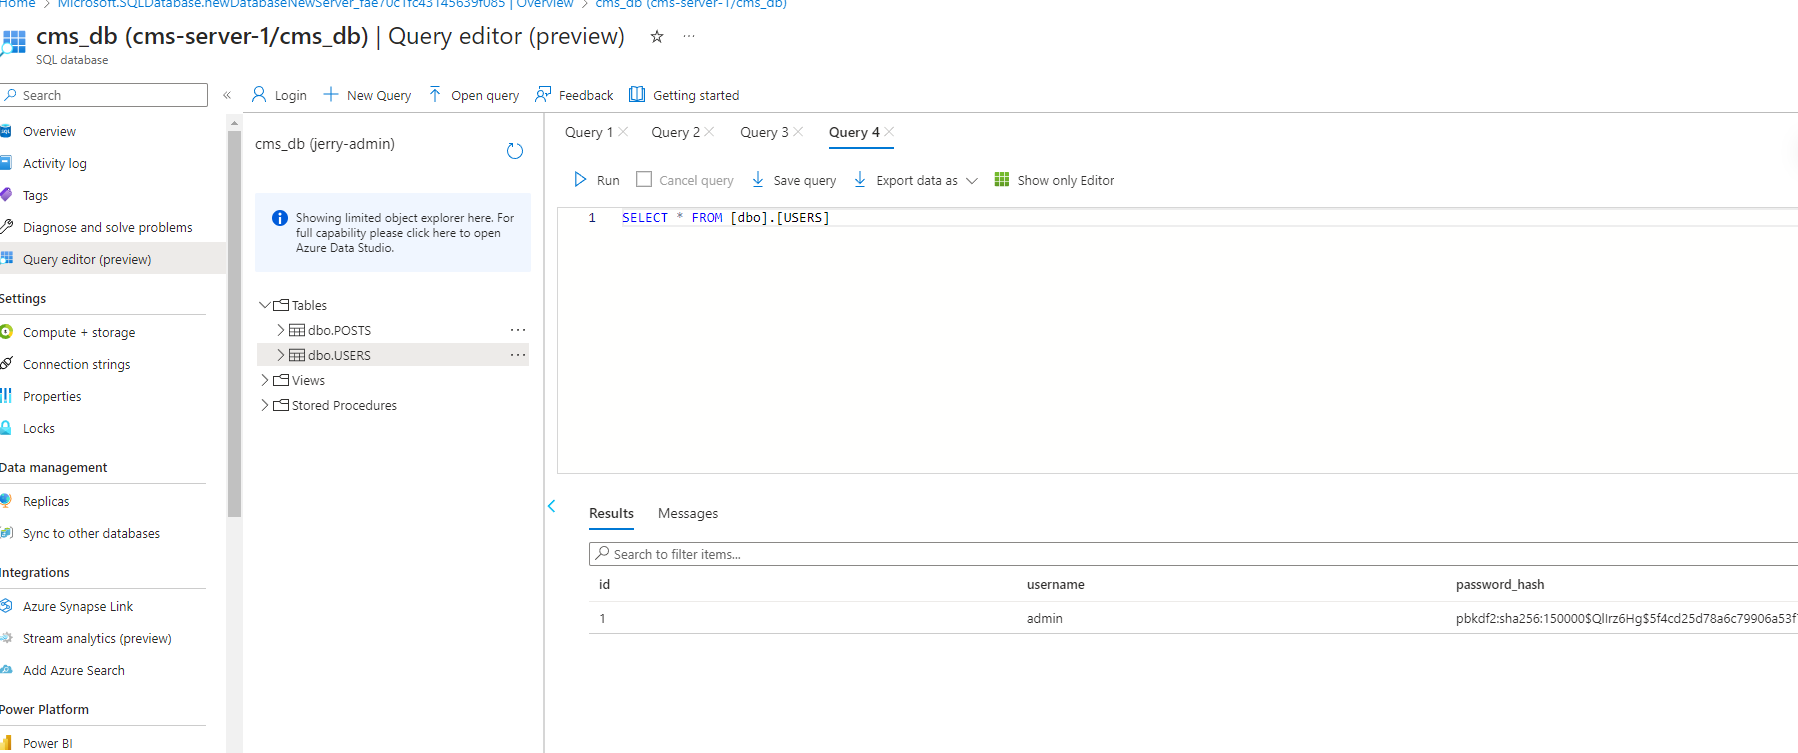 Home > Microsoft.SQLDatabase.newDatabaseNewServer_fae70c1fc43145639f085 | Overview > cms_db (cms-server-1/cms_db)
cms_db (cms-server-1/cms_db) | Query editor (preview)
SQL database
Search
Login
New Query
Open query
Feedback
Getting started
Overview
Activity log
Tags
Diagnose and solve problems
Query editor (preview)
Settings
Compute + storage
Connection strings
Properties
Locks
Data management
Replicas
Sync to other databases
Integrations
Azure Synapse Link
Stream analytics (preview)
Add Azure Search
Power Platform
Power BI
cms_db (jerry-admin)
Showing limited object explorer here. For
full capability please click here to open
Azure Data Studio.
Tables
dbo.POSTS
dbo.USERS
Views
Stored Procedures
Query 1 Query 2 Query 3 Query 4
Run Cancel query Save query Export data as Show only Editor
1 SELECT * FROM [dbo].[USERS]
Results Messages
Search to filter items...
id username password_hash
1 admin pbkdf2:sha256:150000$QlIrz6Hg$5f4cd25d78a6c79906a53f